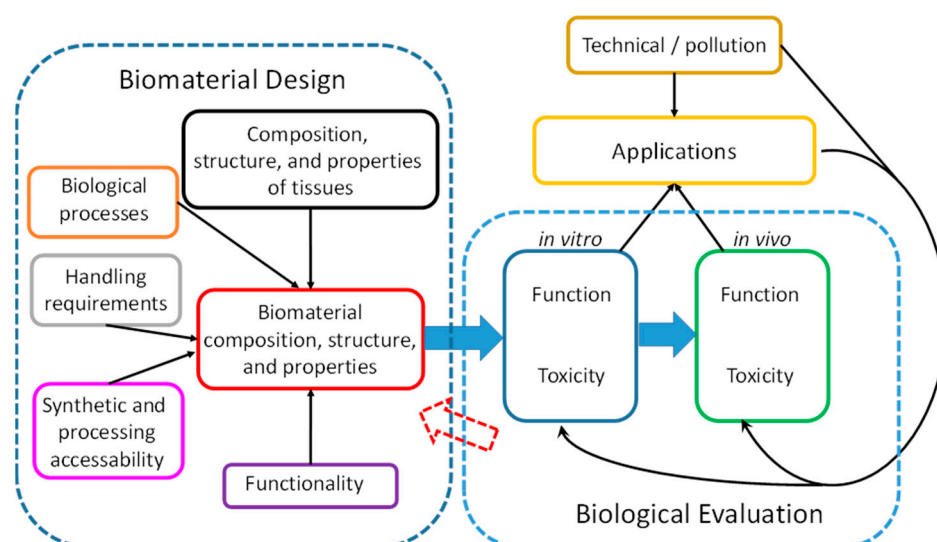 Biomaterial Design
Composition,
structure, and properties
of tissues
Biological
processes
Handling
requirements
Biomaterial
composition, structure,
and properties
Synthetic and
processing
accessability
Functionality
Technical / pollution
Applications
in vitro
in vivo
Function
Toxicity
Function
Toxicity
Biological Evaluation